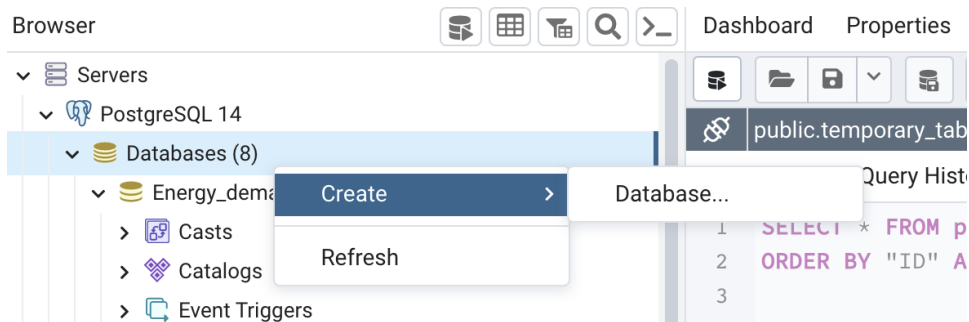 Browser
Dashboard Properties
Servers
PostgreSQL 14
public.temporary_tab
Databases (8)
Query Hist
Create
Database...
Energy_dema
1 SELECT * FROM p
Casts
2 ORDER BY "ID" A
Refresh
Catalogs
3
Event Triggers